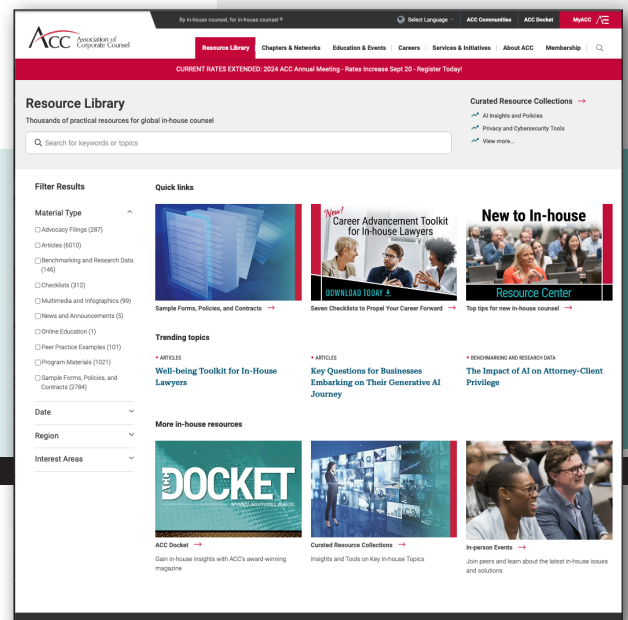 By in-house counsel, for in-house counsel ®
Select Language
ACC Communities
ACC Docket
MyACC
ACC Association of
Corporate Counsel
Resource Library
Chapters & Networks
Education & Events
Careers
Services & Initiatives
About ACC
Membership
CURRENT RATES EXTENDED: 2024 ACC Annual Meeting - Rates Increase Sept 20 - Register Today!
Resource Library
Thousands of practical resources for global in-house counsel
Search for keywords or topics
Curated Resource Collections →
AI Insights and Policies
Privacy and Cybersecurity Tools
View more...
Filter Results
Material Type
Advocacy Filings (287)
Articles (6010)
Benchmarking and Research Data
(146)
Checklists (312)
Multimedia and Infographics (99)
News and Announcements (5)
Online Education (1)
Peer Practice Examples (101)
Program Materials (1021)
Sample Forms, Policies, and
Contracts (2784)
Date
Region
Interest Areas
Quick links
Sample Forms, Policies, and Contracts →
New!
Career Advancement Toolkit
for In-house Lawyers
DOWNLOAD TODAY
Seven Checklists to Propel Your Career Forward →
New to In-house
Resource Center
Top tips for new in-house counsel →
Trending topics
• ARTICLES
Well-being Toolkit for In-House
Lawyers
• ARTICLES
Key Questions for Businesses
Embarking on Their Generative AI
Journey
• BENCHMARKING AND RESEARCH DATA
The Impact of AI on Attorney-Client
Privilege
More in-house resources
ACC DOCKET
ACC Docket →
Gain in-house insights with ACC's award-winning
magazine
Curated Resource Collections →
Insights and Tools on Key In-house Topics
In-person Events →
Join peers and learn about the latest in-house issues
and solutions